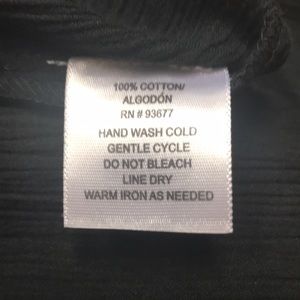 100% COTTON/
ALGODÓN
RN # 93677
HAND WASH COLD
GENTLE CYCLE
DO NOT BLEACH
LINE DRY
WARM IRON AS NEEDED